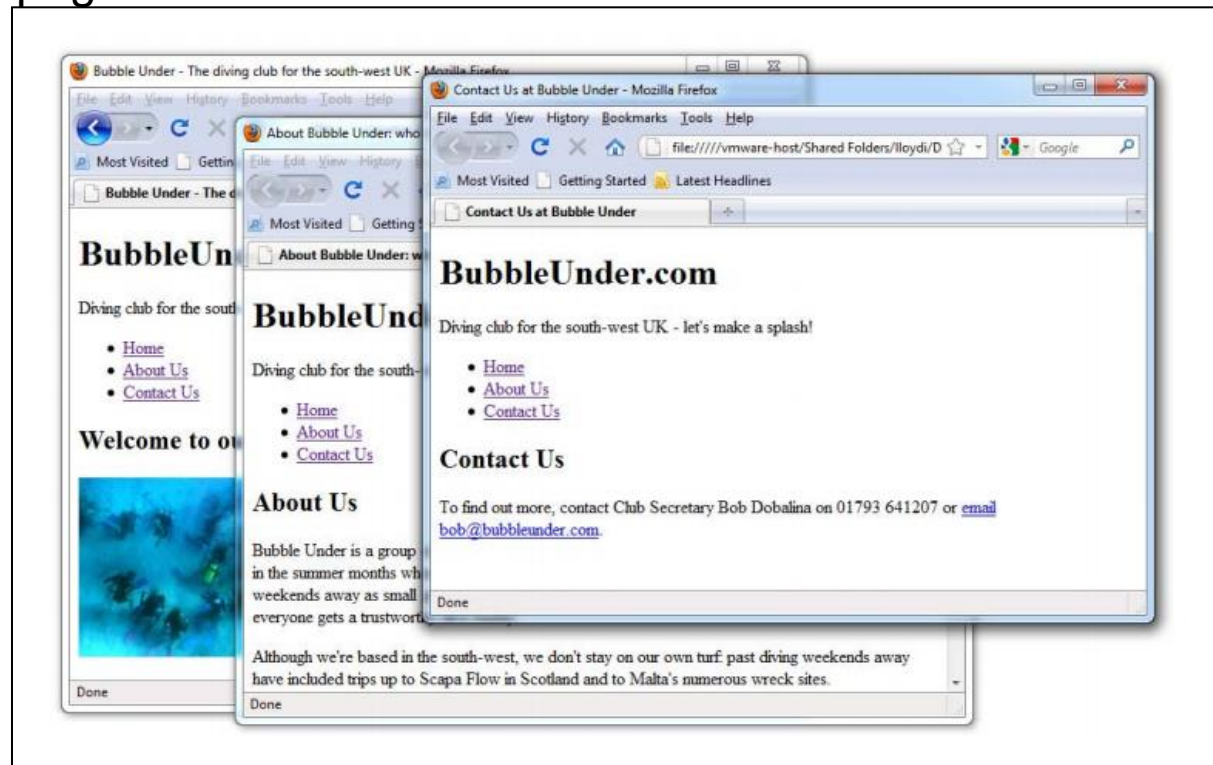 Bubble Under - The diving club for the south-west UK - Mozilla Firefox
File Edit View History Bookmarks Tools Help
Most Visited Gettin
Bubble Under - The d
BubbleUn
Diving club for the sout
Home
About Us
Contact Us
Welcome to ou
Done
About Bubble Under: who
File Edit View History
Most Visited Getting
About Bubble Under: w
BubbleUnd
Diving club for the south-
Home
About Us
Contact Us
About Us
Bubble Under is a group
in the summer months wh
weekends away as small
everyone gets a trustwort
Although we're based in the south-west, we don't stay on our own turf: past diving weekends away
have included trips up to Scapa Flow in Scotland and to Malta's numerous wreck sites.
Done
Contact Us at Bubble Under - Mozilla Firefox
File Edit View History Bookmarks Tools Help
file://///vmware-host/Shared Folders/lloydi/D
Google
Most Visited Getting Started Latest Headlines
Contact Us at Bubble Under
BubbleUnder.com
Diving club for the south-west UK - let's make a splash!
Home
About Us
Contact Us
Contact Us
To find out more, contact Club Secretary Bob Dobalina on 01793 641207 or email
bob@bubbleunder.com.
Done